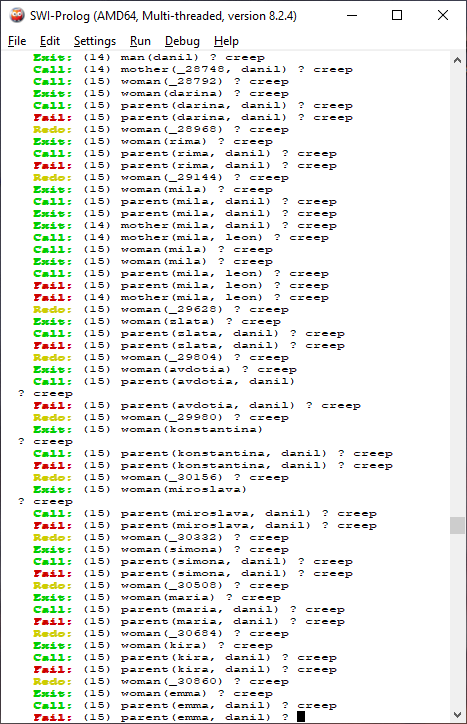 SWI-Prolog (AMD64, Multi-threaded, version 8.2.4)
File Edit Settings Run Debug Help
Exit: (14) man(danil) ? creep
Call: (14) mother(_28748, danil) ? creep
Call: (15) woman(_28792) ? creep
Exit: (15) woman(darina) ? creep
Call: (15) parent(darina, danil) ? creep
Fail: (15) parent(darina, danil) ? creep
Redo: (15) woman(_28968) ? creep
Exit: (15) woman(rima) ? creep
Call: (15) parent(rima, danil) ? creep
Fail: (15) parent(rima, danil) ? creep
Redo: (15) woman(_29144) ? creep
Exit: (15) woman(mila) ? creep
Call: (15) parent(mila, danil) ? creep
Exit: (15) parent(mila, danil) ? creep
Exit: (14) mother(mila, danil) ? creep
Call: (14) mother(mila, leon) ? creep
Call: (15) woman(mila) ? creep
Exit: (15) woman(mila) ? creep
Call: (15) parent(mila, leon) ? creep
Fail: (15) parent(mila, leon) ? creep
Fail: (14) mother(mila, leon) ? creep
Redo: (15) woman(_29628) ? creep
Exit: (15) woman(zlata) ? creep
Call: (15) parent(zlata, danil) ? creep
Fail: (15) parent(zlata, danil) ? creep
Redo: (15) woman(_29804) ? creep
Exit: (15) woman(avdotia) ? creep
Call: (15) parent(avdotia, danil)
? creep
Fail: (15) parent(avdotia, danil) ? creep
Redo: (15) woman(_29980) ? creep
Exit: (15) woman(konstantina)
? creep
Call: (15) parent(konstantina, danil) ? creep
Fail: (15) parent(konstantina, danil) ? creep
Redo: (15) woman(_30156) ? creep
Exit: (15) woman(miroslava)
? creep
Call: (15) parent(miroslava, danil) ? creep
Fail: (15) parent(miroslava, danil) ? creep
Redo: (15) woman(_30332) ? creep
Exit: (15) woman(simona) ? creep
Call: (15) parent(simona, danil) ? creep
Fail: (15) parent(simona, danil) ? creep
Redo: (15) woman(_30508) ? creep
Exit: (15) woman(maria) ? creep
Call: (15) parent(maria, danil) ? creep
Fail: (15) parent(maria, danil) ? creep
Redo: (15) woman(_30684) ? creep
Exit: (15) woman(kira) ? creep
Call: (15) parent(kira, danil) ? creep
Fail: (15) parent(kira, danil) ? creep
Redo: (15) woman(_30860) ? creep
Exit: (15) woman(emma) ? creep
Call: (15) parent(emma, danil) ? creep
Fail: (15) parent(emma, danil) ?